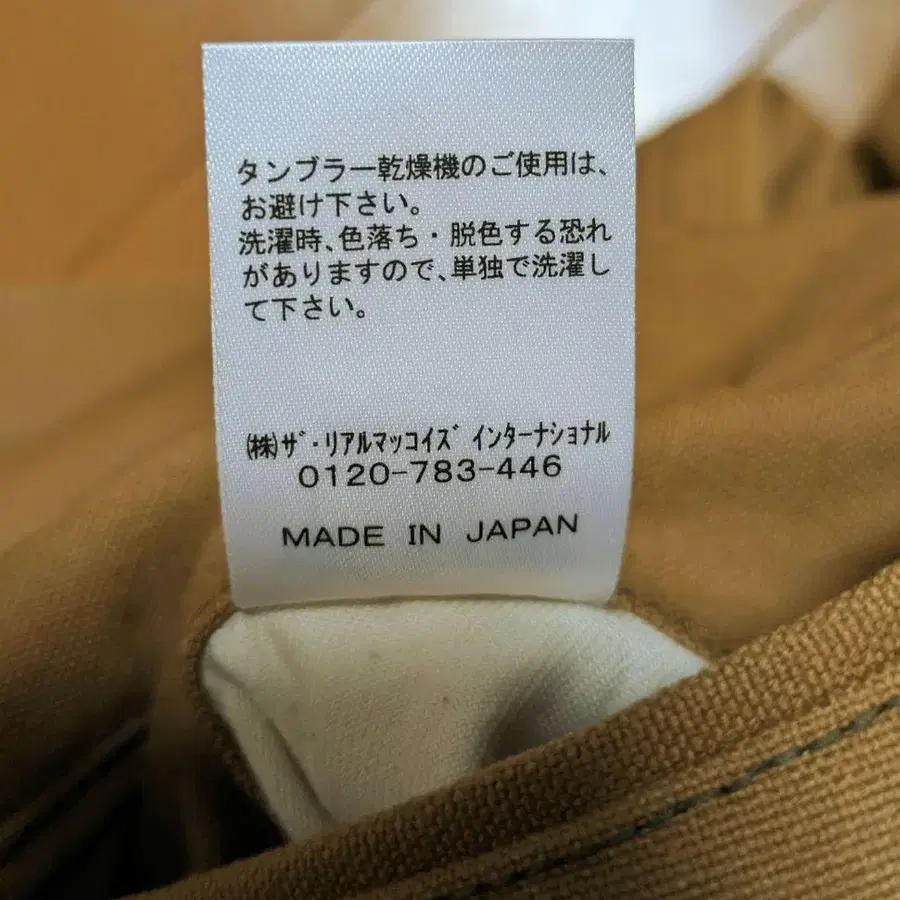 タンブラー乾燥機のご使用は、
お避け下さい。
洗濯時、色落ち・脱色する恐れ
がありますので、単独で洗濯し
て下さい。
㈱ｻﾞ・ﾘｱﾙﾏｯｺｲｽﾞ ｲﾝﾀｰﾅｼｮﾅﾙ
0120-783-446
MADE IN JAPAN